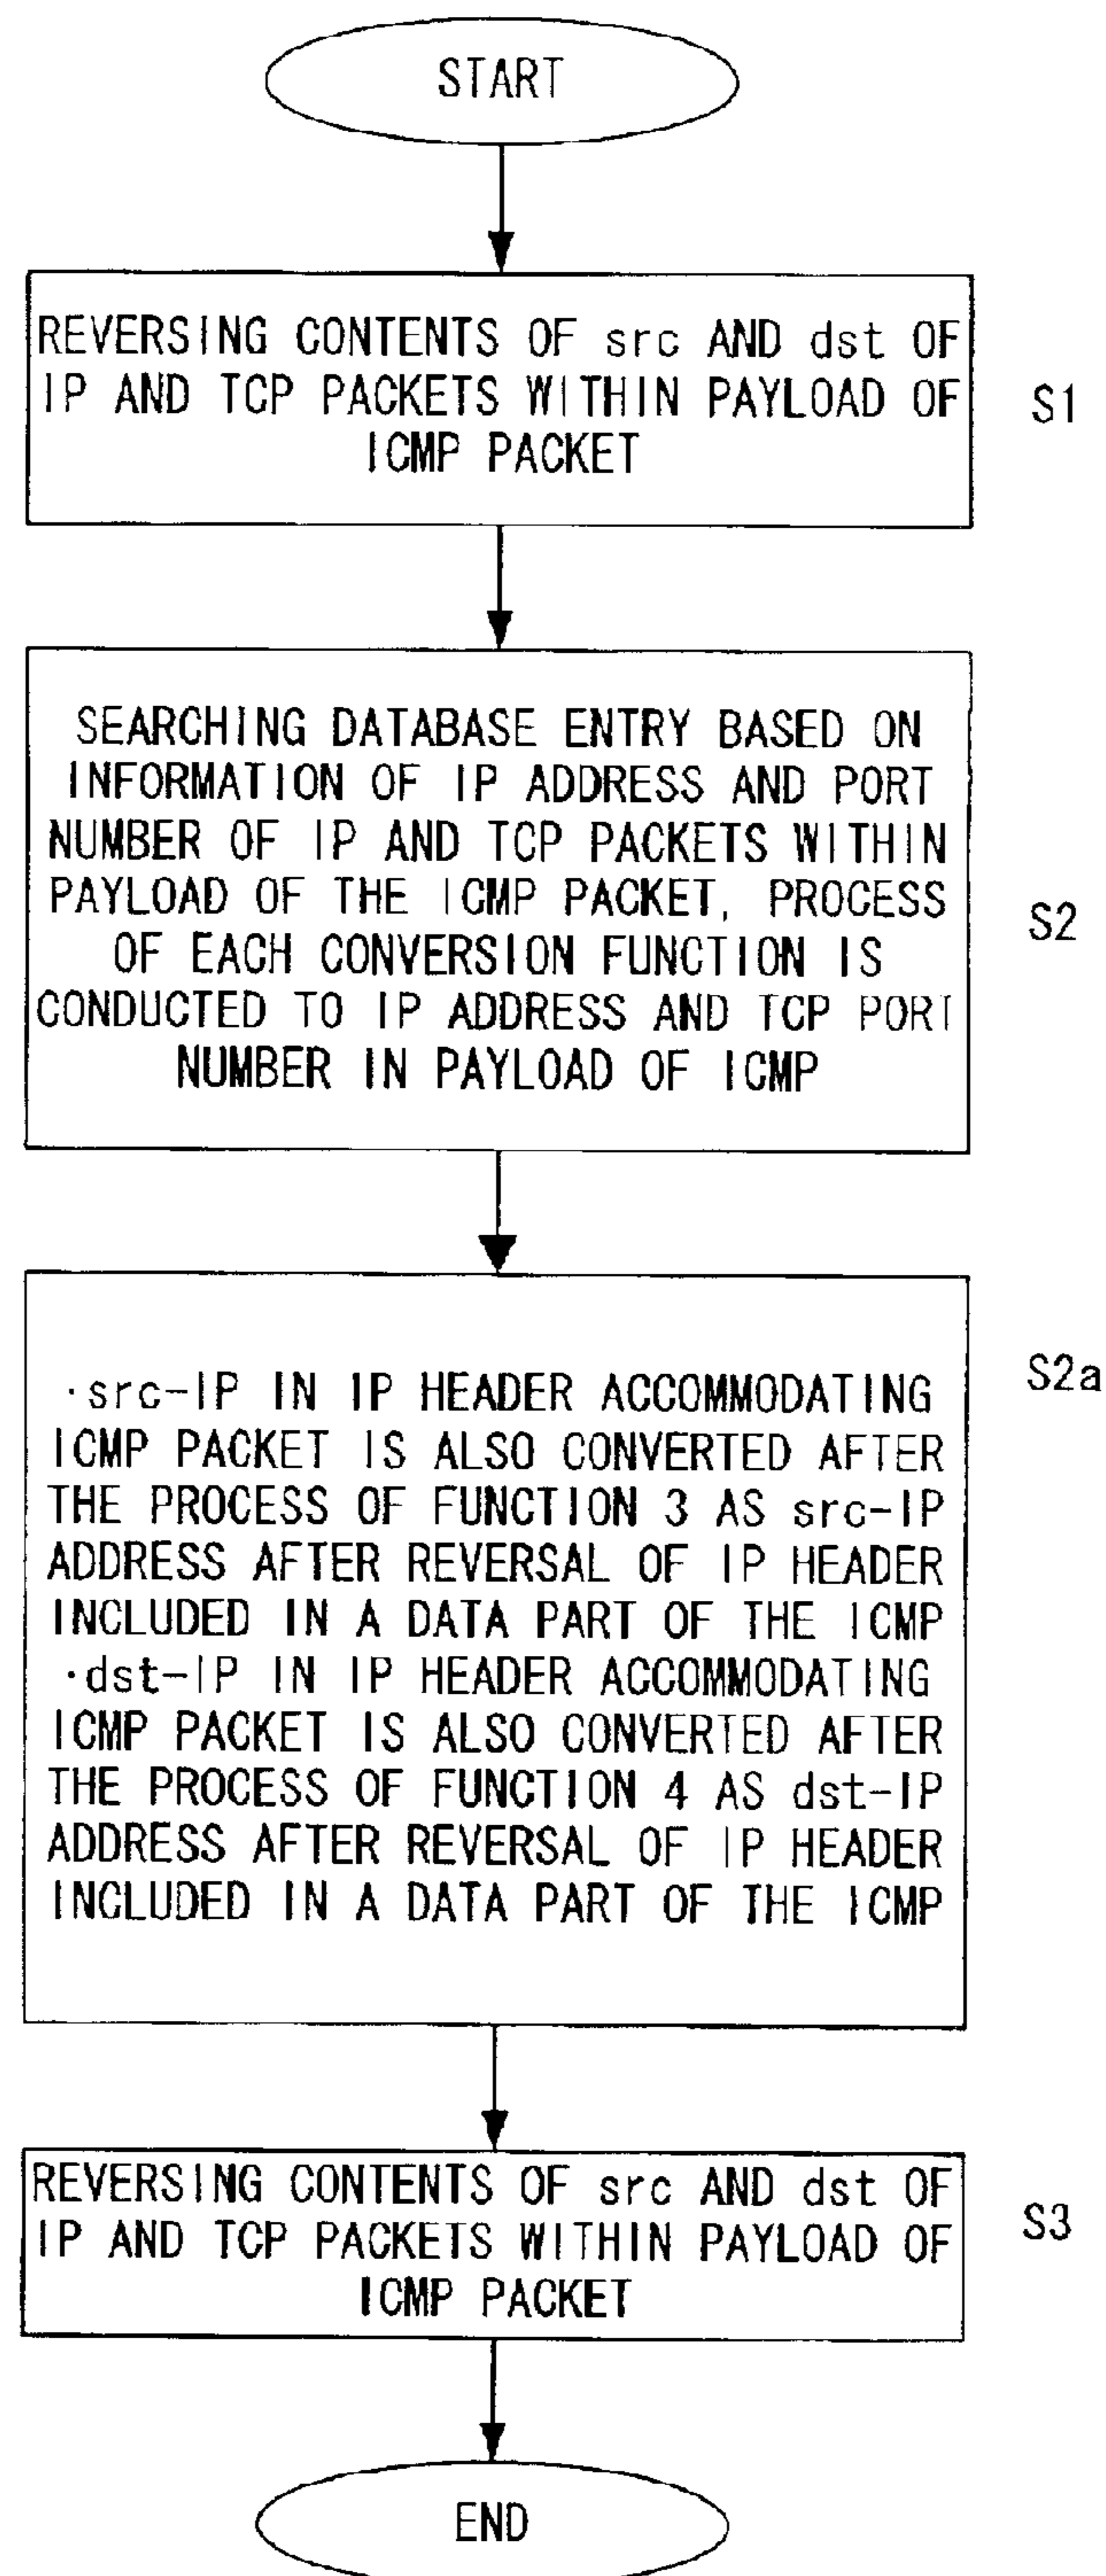 START
REVERSING CONTENTS OF src AND dst OF
IP AND TCP PACKETS WITHIN PAYLOAD OF
ICMP PACKET
S1
SEARCHING DATABASE ENTRY BASED ON
INFORMATION OF IP ADDRESS AND PORT
NUMBER OF IP AND TCP PACKETS WITHIN
PAYLOAD OF THE ICMP PACKET, PROCESS
OF EACH CONVERSION FUNCTION IS
CONDUCTED TO IP ADDRESS AND TCP PORT
NUMBER IN PAYLOAD OF ICMP
S2
·src-IP IN IP HEADER ACCOMMODATING
ICMP PACKET IS ALSO CONVERTED AFTER
THE PROCESS OF FUNCTION 3 AS src-IP
ADDRESS AFTER REVERSAL OF IP HEADER
INCLUDED IN A DATA PART OF THE ICMP
·dst-IP IN IP HEADER ACCOMMODATING
ICMP PACKET IS ALSO CONVERTED AFTER
THE PROCESS OF FUNCTION 4 AS dst-IP
ADDRESS AFTER REVERSAL OF IP HEADER
INCLUDED IN A DATA PART OF THE ICMP
S2a
REVERSING CONTENTS OF src AND dst OF
IP AND TCP PACKETS WITHIN PAYLOAD OF
ICMP PACKET
S3
END